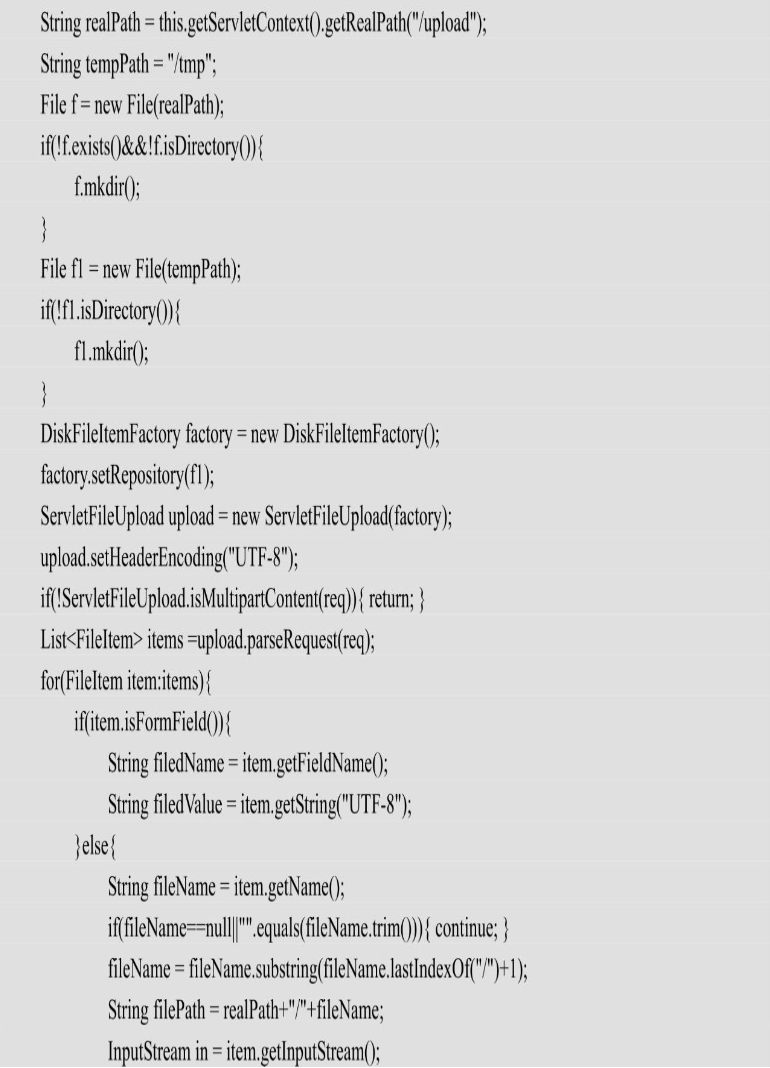 String realPath = this.getServletContext().getRealPath("/upload");
String tempPath = "/tmp";
File f = new File(realPath);
if(!f.exists()&&!f.isDirectory()){
f.mkdir();
}
File f1 = new File(tempPath);
if(!f1.isDirectory()){
f1.mkdir();
}
DiskFileItemFactory factory = new DiskFileItemFactory();
factory.setRepository(f1);
ServletFileUpload upload = new ServletFileUpload(factory);
upload.setHeaderEncoding("UTF-8");
if(!ServletFileUpload.isMultipartContent(req)){ return; }
List<FileItem> items =upload.parseRequest(req);
for(FileItem item:items){
if(item.isFormField()){
String filedName = item.getFieldName();
String filedValue = item.getString("UTF-8");
}else{
String fileName = item.getName();
if(fileName==null||"".equals(fileName.trim())){ continue; }
fileName = fileName.substring(fileName.lastIndexOf("/")+1);
String filePath = realPath+"/"+fileName;
InputStream in = item.getInputStream();